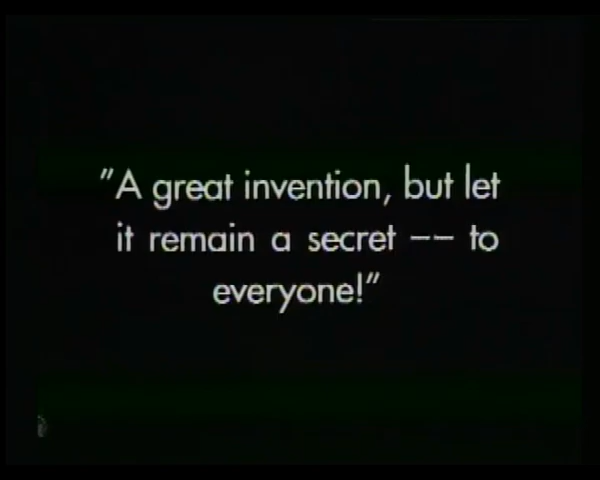 "A great invention, but let
it remain a secret -- to
everyone!"